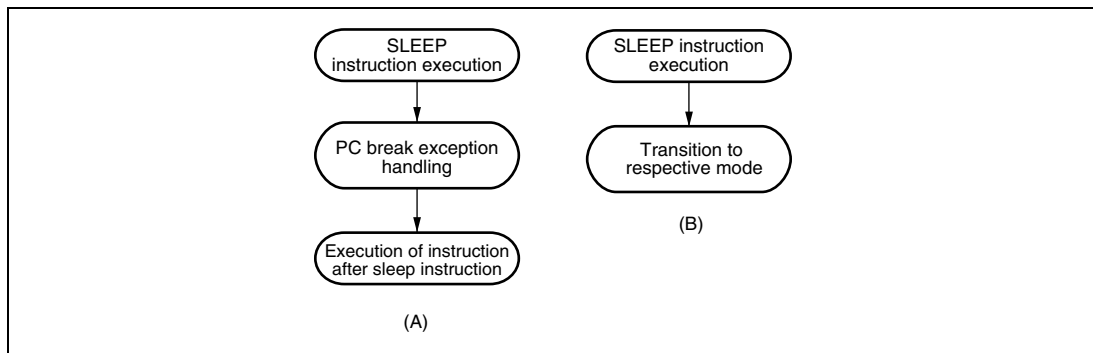 SLEEP
instruction execution
PC break exception
handling
Execution of instruction
after sleep instruction
(A)
SLEEP instruction
execution
Transition to
respective mode
(B)